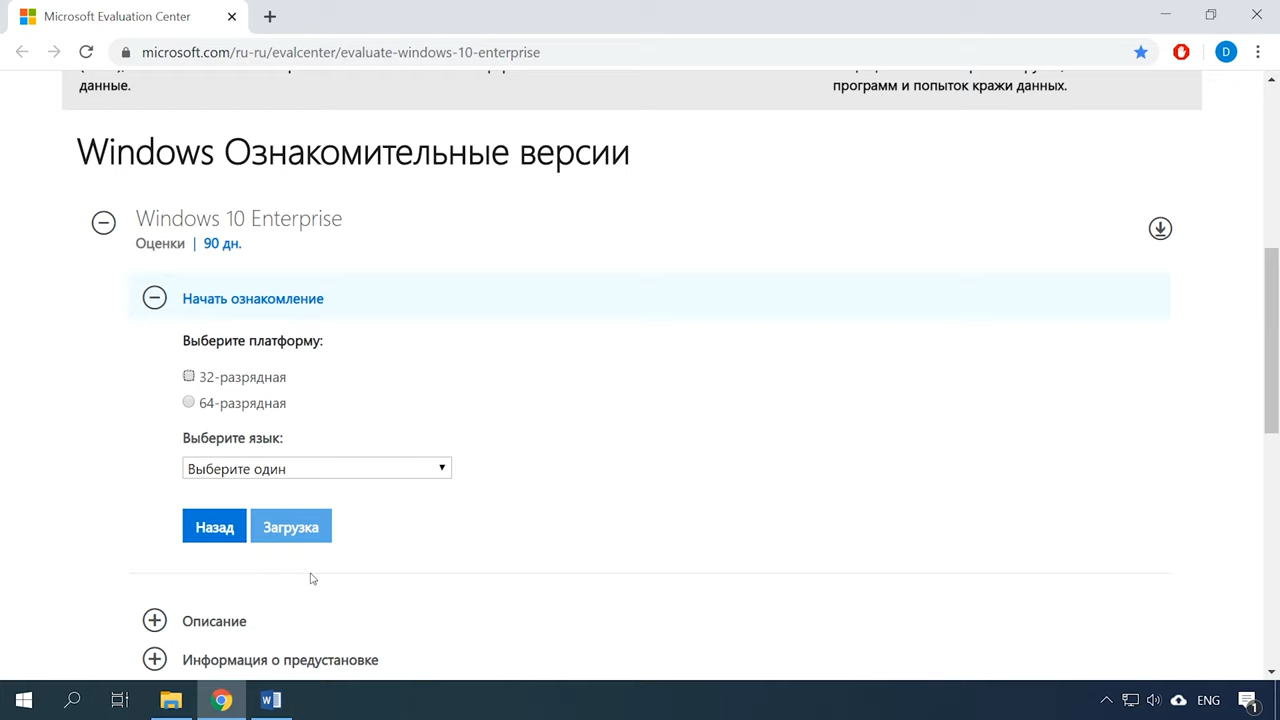 Microsoft Evaluation Center
microsoft.com/ru-ru/evalcenter/evaluate-windows-10-enterprise
D
данные.
программ и попыток кражи данных.
Windows Ознакомительные версии
Windows 10 Enterprise
Оценки | 90 дн.
Начать ознакомление
Выберите платформу:
32-разрядная
64-разрядная
Выберите язык:
Выберите один
Назад Загрузка
Описание
Информация о предустановке
ENG
1